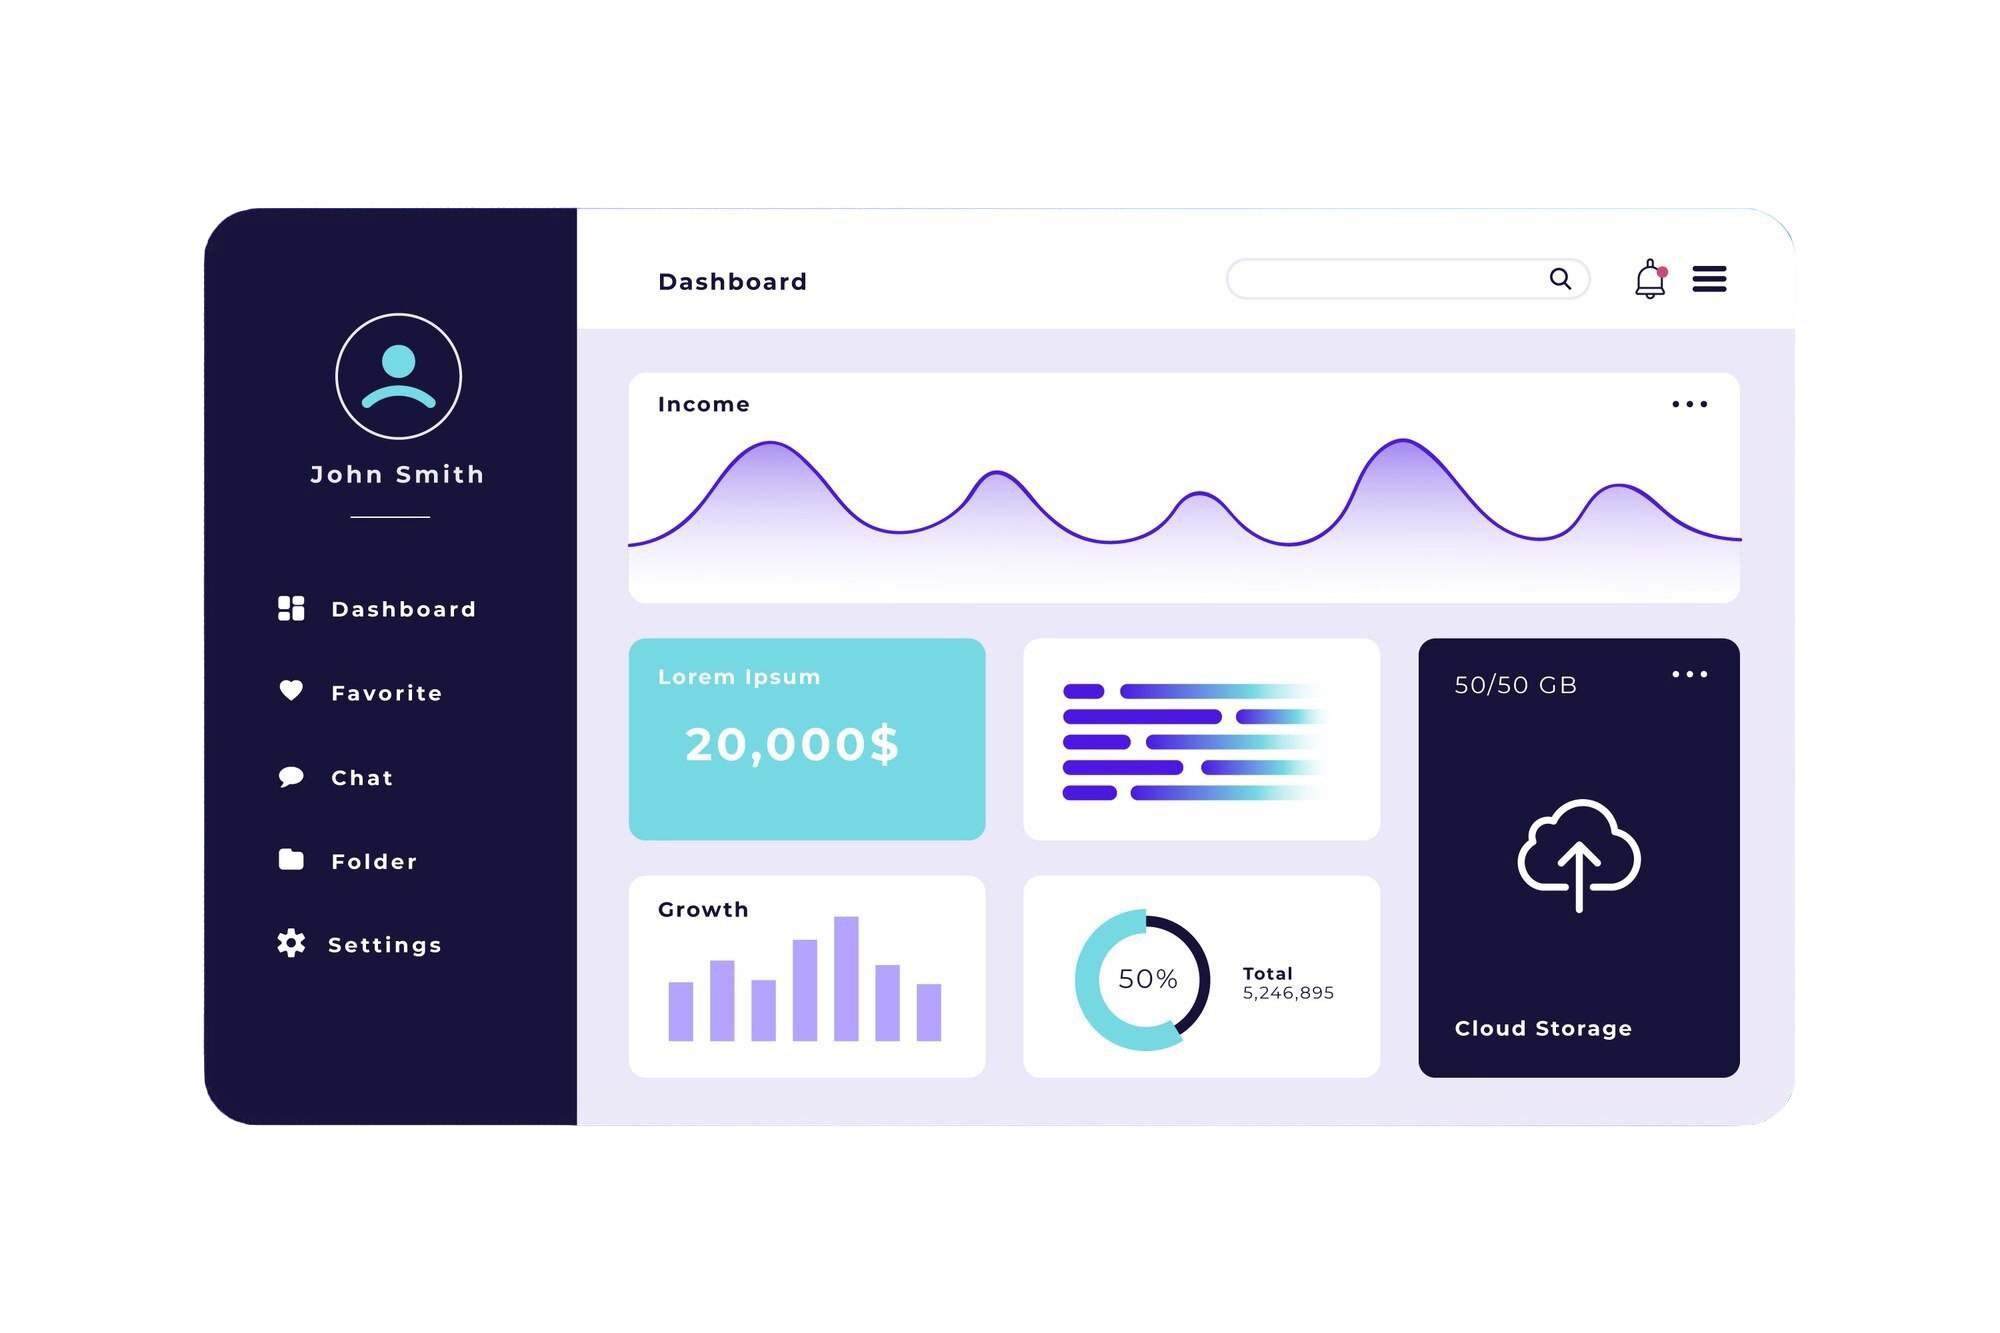 John Smith
Dashboard
Favorite
Chat
Folder
Settings
Dashboard
Income
Lorem Ipsum
20,000$
50/50 GB
Cloud Storage
Growth
50%
Total
5,246,895